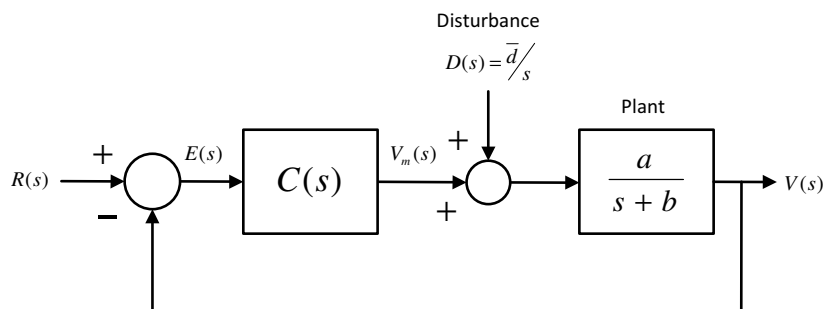 Disturbance
D(s) = d̅/s
Plant
+
R(s)
−
E(s)
C(s)
V_m(s)
+
+
a
s + b
V(s)